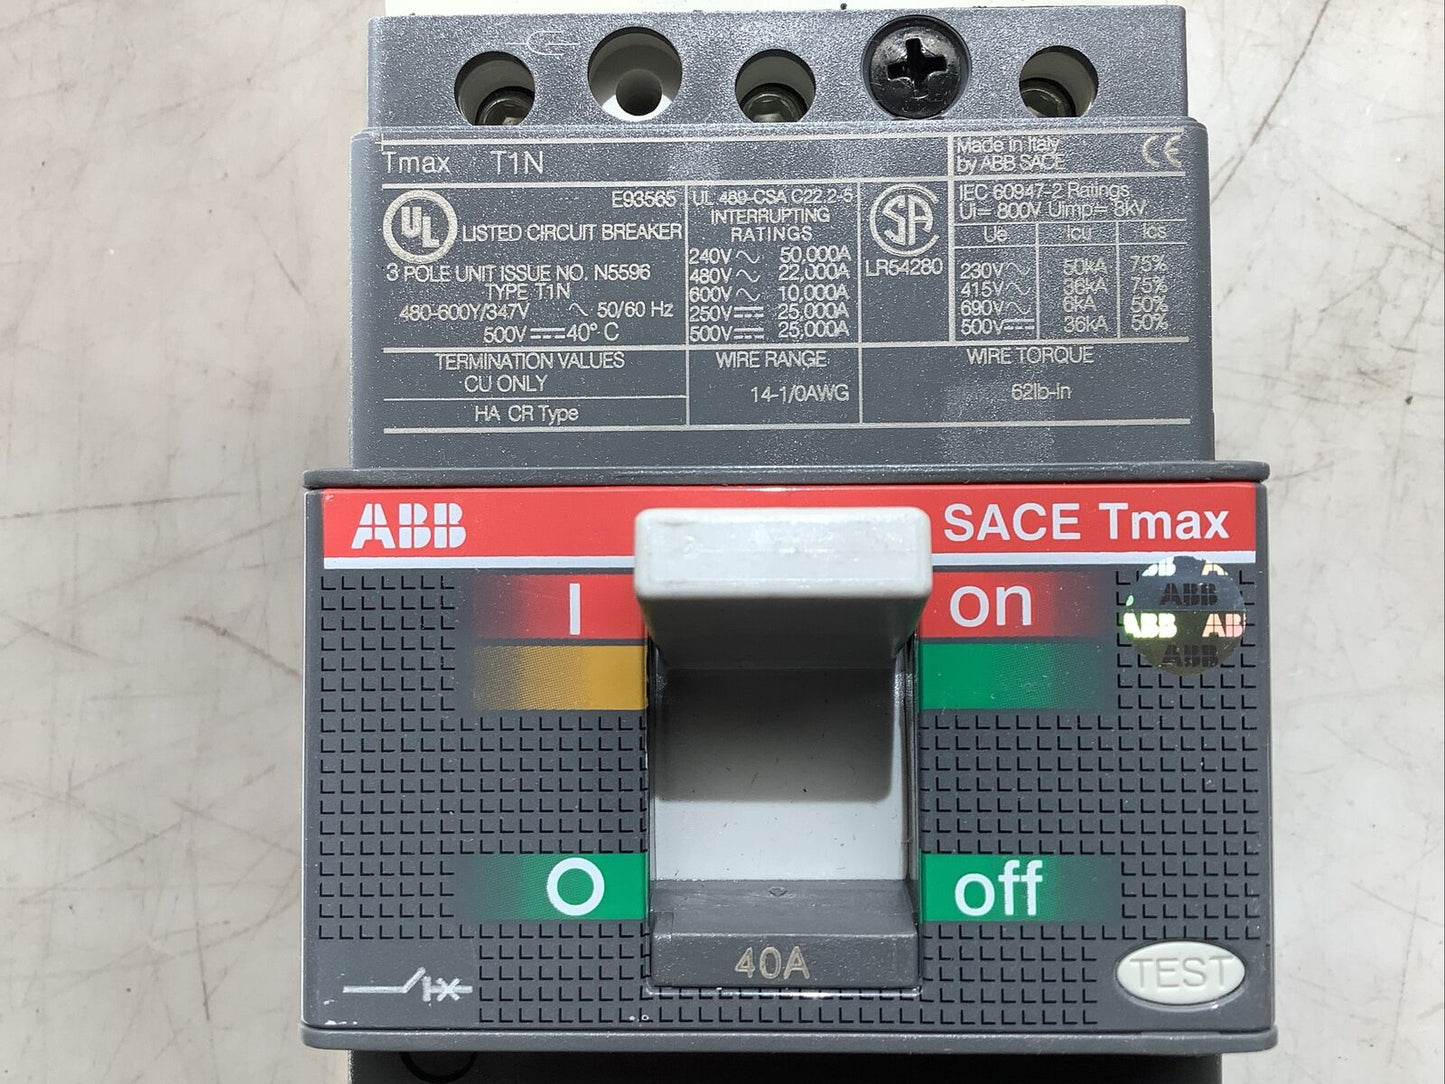 Tmax T1N
Made in Italy
by ABB SACE
CE
UL
E93565
LISTED CIRCUIT BREAKER
3 POLE UNIT ISSUE NO. N5596
TYPE T1N
480-600Y/347V ~ 50/60 Hz
500V ⎓ 40° C
UL 489-CSA C22.2-5
INTERRUPTING
RATINGS
240V ~ 50,000A
480V ~ 22,000A
600V ~ 10,000A
250V ⎓ 25,000A
500V ⎓ 25,000A
SA
LR54280
IEC 60947-2 Ratings
Ui= 800V Uimp= 8kV
Ue Icu Ics
230V ~ 50kA 75%
415V ~ 36kA 75%
690V ~ 6kA 50%
500V ⎓ 36kA 50%
TERMINATION VALUES
CU ONLY
HA CR Type
WIRE RANGE
14-1/0AWG
WIRE TORQUE
62lb-in
ABB SACE Tmax
I on
ABB
ABB AB
ABB
O off
40A
TEST